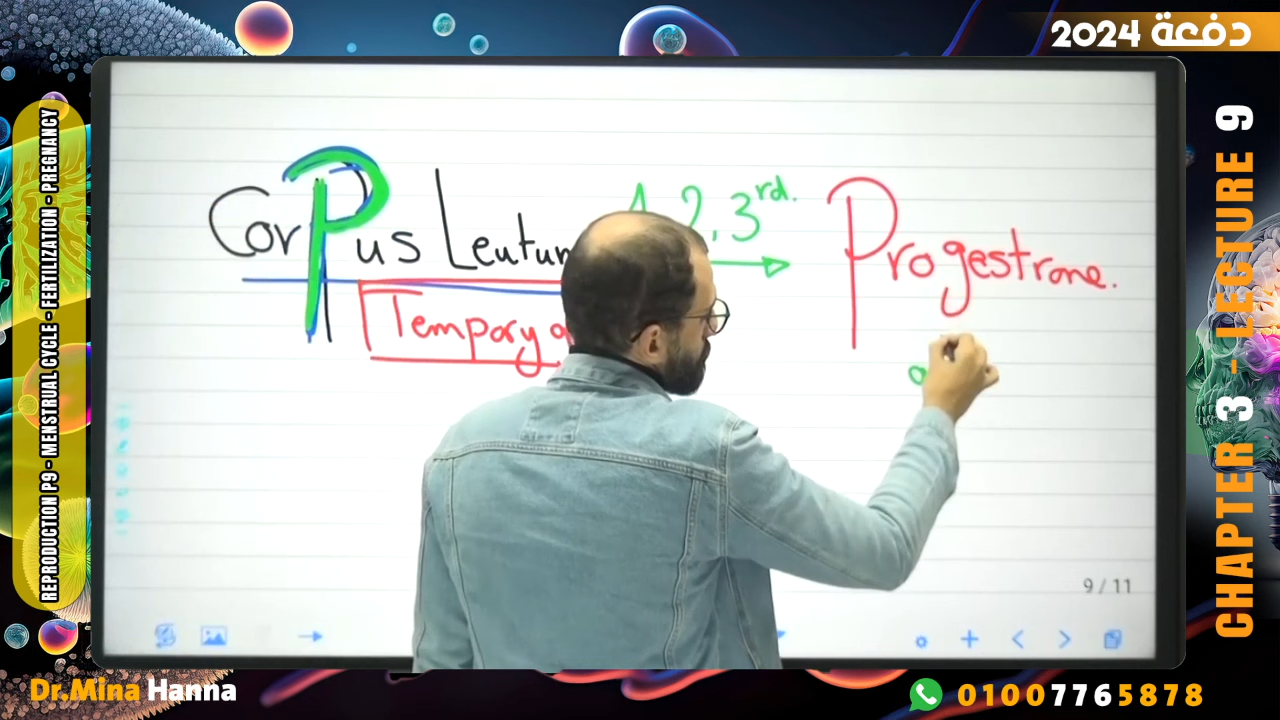 دفعة 2024
REPRODUCTION P9 - MENSTRUAL CYCLE - FERTILIZATION - PREGNANCY
CorPus Leutum
1,2,3rd.
Progestrone.
Tempory
9 / 11
CHAPTER 3 - LECTURE 9
Dr.Mina Hanna
01007765878